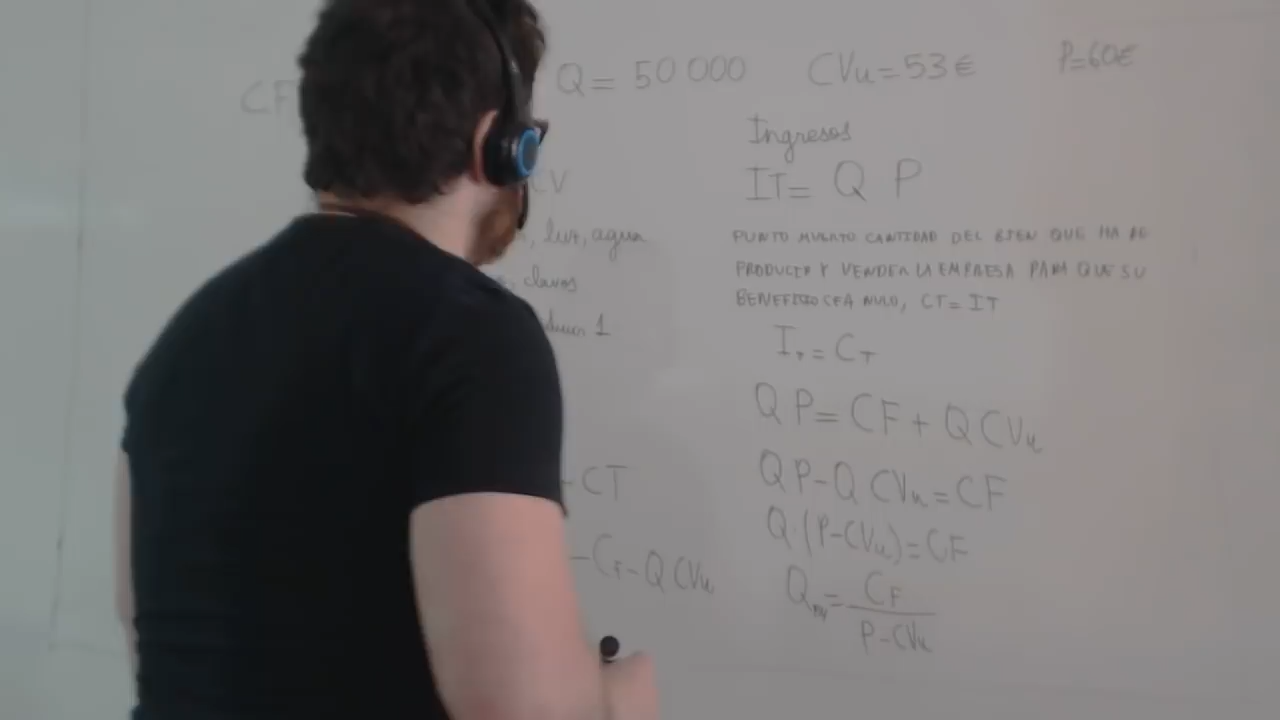 CF Q = 50 000 CVu = 53 € P = 60€
CV
, luz, agua
, clavos
1
- CT
- CF - Q CVu
Ingresos
IT = Q P
PUNTO MUERTO CANTIDAD DEL BIEN QUE HA DE
PRODUCIR Y VENDER LA EMPRESA PARA QUE SU
BENEFICIO SEA NULO, CT = IT
IT = CT
Q P = CF + Q CVu
Q P - Q CVu = CF
Q · (P - CVu) = CF
Qm = CF / P - CVu